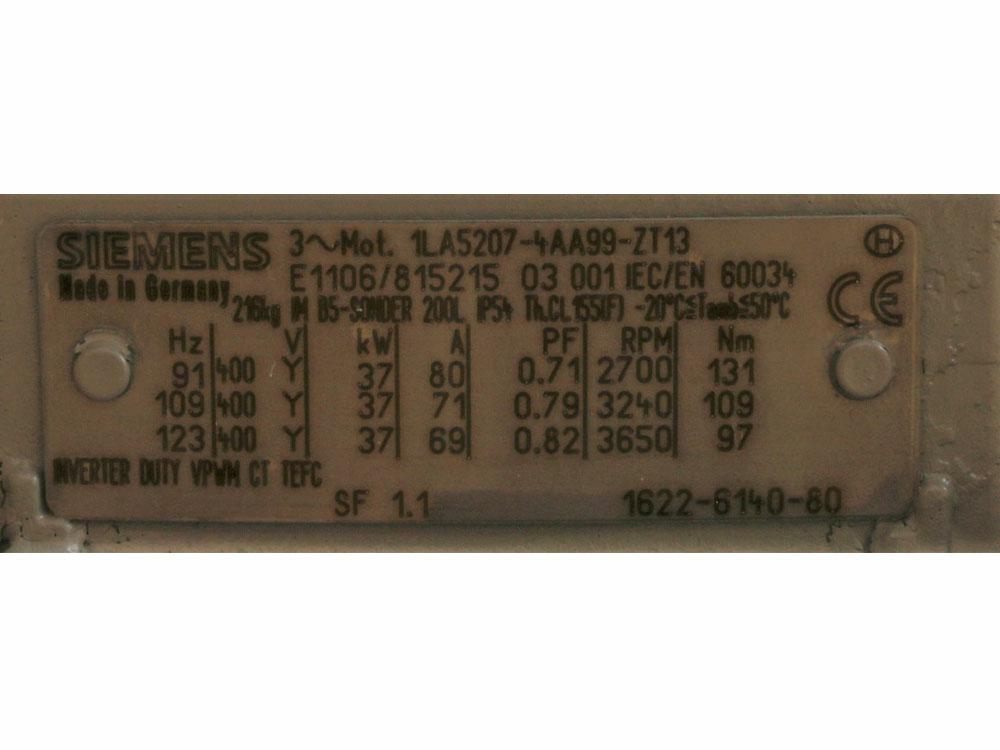 SIEMENS 3~Mot. 1LA5207-4AA99-ZT13 H
E1106/815215 03 001 IEC/EN 60034
Made in Germany CE
216kg IM B5-SONDER 200L IP54 Th.CL155(F) -20°C≤Tamb≤50°C
Hz V kW A PF RPM Nm
91 400 Y 37 80 0.71 2700 131
109 400 Y 37 71 0.79 3240 109
123 400 Y 37 69 0.82 3650 97
INVERTER DUTY VPWM CT TEFC
SF 1.1 1622-6140-80